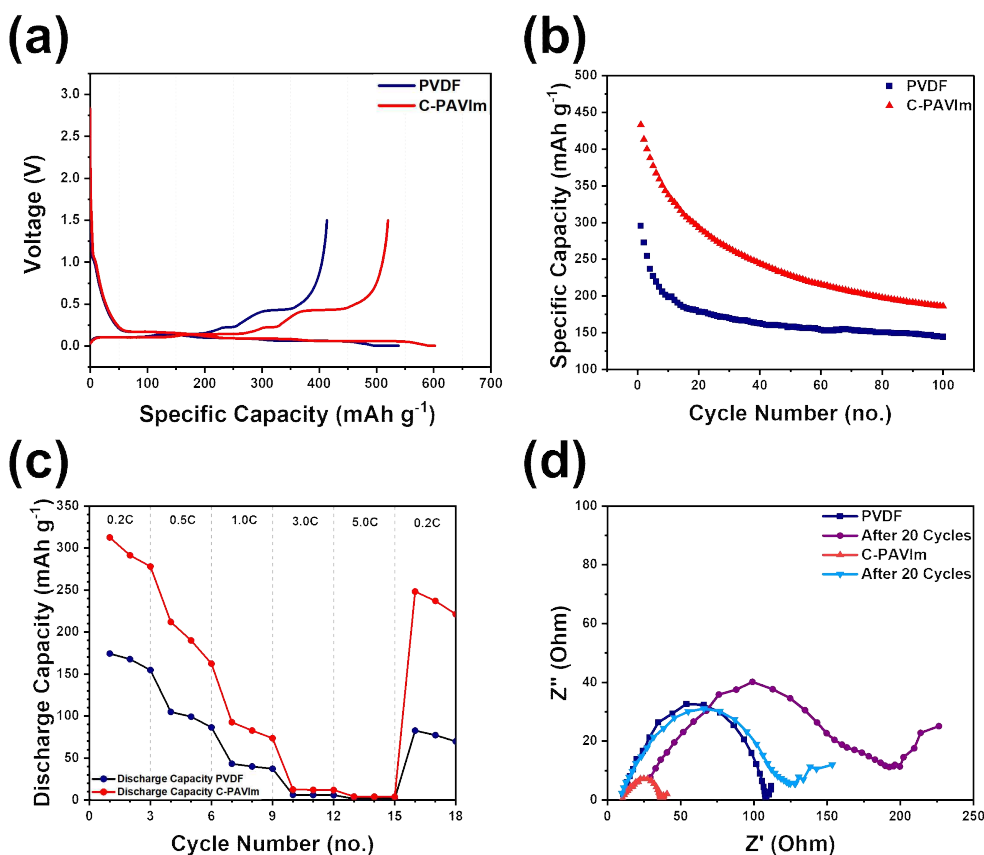 (a)
PVDF
C-PAVIm
Voltage (V)
3.0
2.5
2.0
1.5
1.0
0.5
0.0
0 100 200 300 400 500 600 700
Specific Capacity (mAh g⁻¹)
(b)
PVDF
C-PAVIm
Specific Capacity (mAh g⁻¹)
500
450
400
350
300
250
200
150
100
0 20 40 60 80 100
Cycle Number (no.)
(c)
0.2C 0.5C 1.0C 3.0C 5.0C 0.2C
Discharge Capacity (mAh g⁻¹)
350
300
250
200
150
100
50
0
Discharge Capacity PVDF
Discharge Capacity C-PAVIm
0 3 6 9 12 15 18
Cycle Number (no.)
(d)
PVDF
After 20 Cycles
C-PAVIm
After 20 Cycles
Z'' (Ohm)
100
80
60
40
20
0
0 50 100 150 200 250
Z' (Ohm)